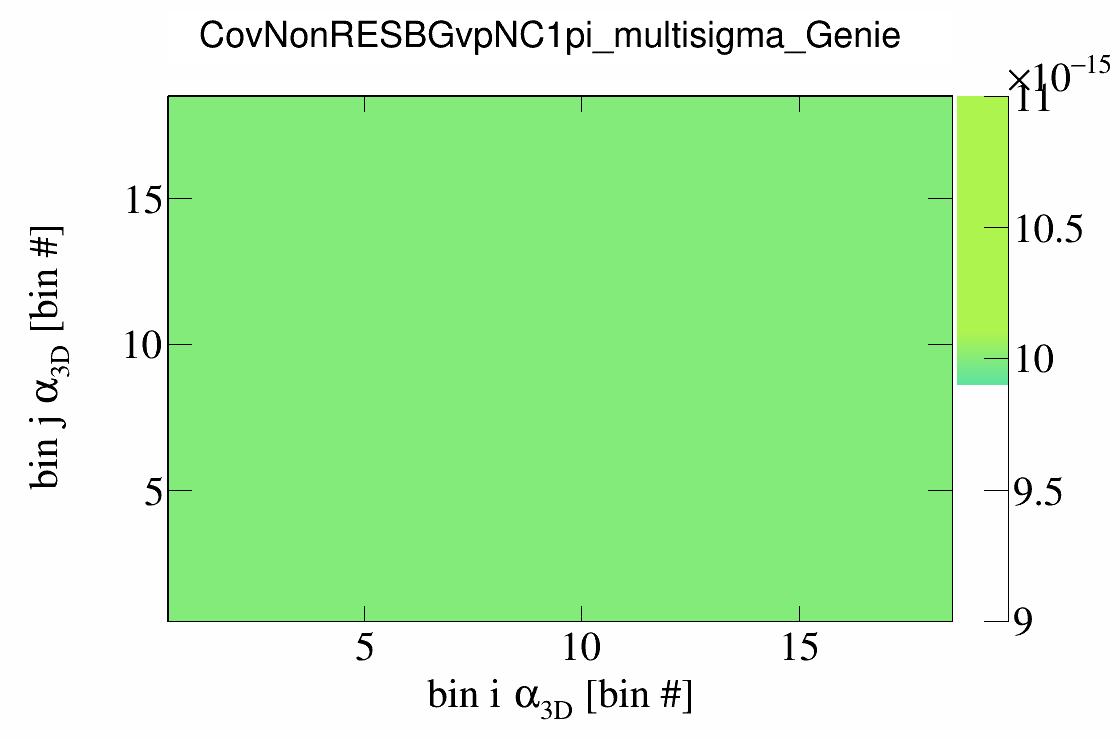 CovNonRESBGvpNC1pi_multisigma_Genie
×10⁻¹⁵
11
10.5
10
9.5
9
15
10
5
bin j α3D [bin #]
5 10 15
bin i α3D [bin #]